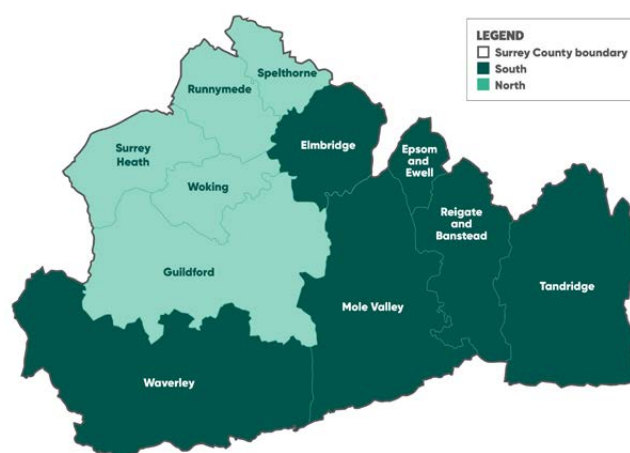 LEGEND
Surrey County boundary
South
North
Spelthorne
Runnymede
Elmbridge
Epsom
and
Ewell
Surrey
Heath
Woking
Reigate
and
Banstead
Guildford
Tandridge
Mole Valley
Waverley